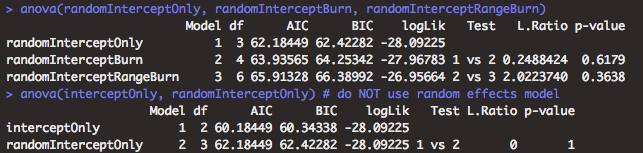 > anova(randomInterceptOnly, randomInterceptBurn, randomInterceptRangeBurn)
Model df AIC BIC logLik Test L.Ratio p-value
randomInterceptOnly 1 3 62.18449 62.42282 -28.09225
randomInterceptBurn 2 4 63.93565 64.25342 -27.96783 1 vs 2 0.2488424 0.6179
randomInterceptRangeBurn 3 6 65.91328 66.38992 -26.95664 2 vs 3 2.0223740 0.3638
> anova(interceptOnly, randomInterceptOnly) # do NOT use random effects model
Model df AIC BIC logLik Test L.Ratio p-value
interceptOnly 1 2 60.18449 60.34338 -28.09225
randomInterceptOnly 2 3 62.18449 62.42282 -28.09225 1 vs 2 0 1